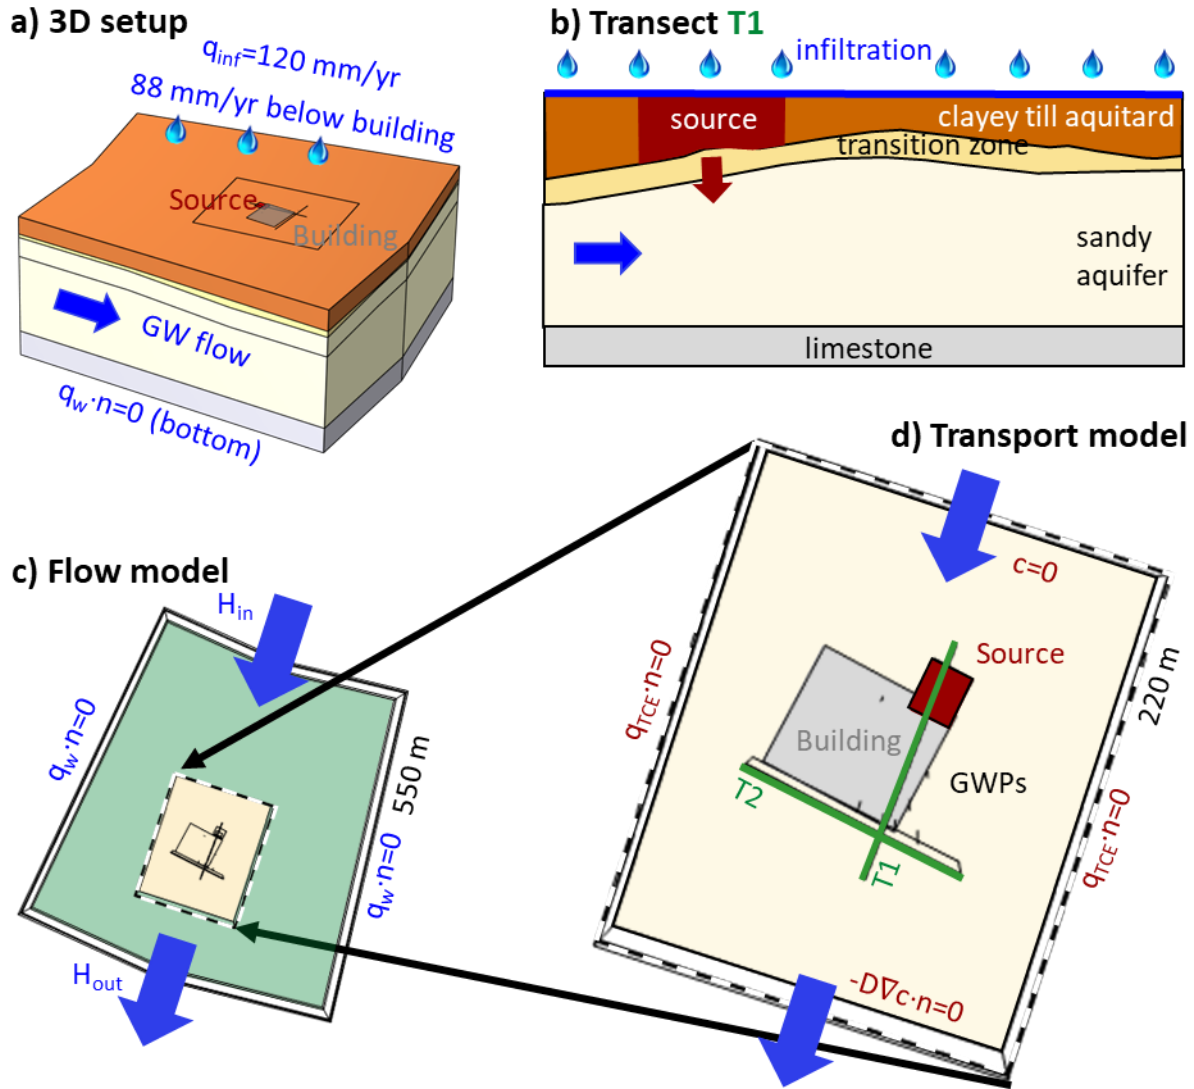 a) 3D setup
q_inf=120 mm/yr
88 mm/yr below building
Source
Building
GW flow
q_w·n=0 (bottom)
b) Transect T1
infiltration
source
clayey till aquitard
transition zone
sandy
aquifer
limestone
c) Flow model
H_in
q_w·n=0
550 m
q_w·n=0
H_out
d) Transport model
c=0
Source
q_TCE·n=0
220 m
Building
GWPs
T2
T1
q_TCE·n=0
-D∇c·n=0